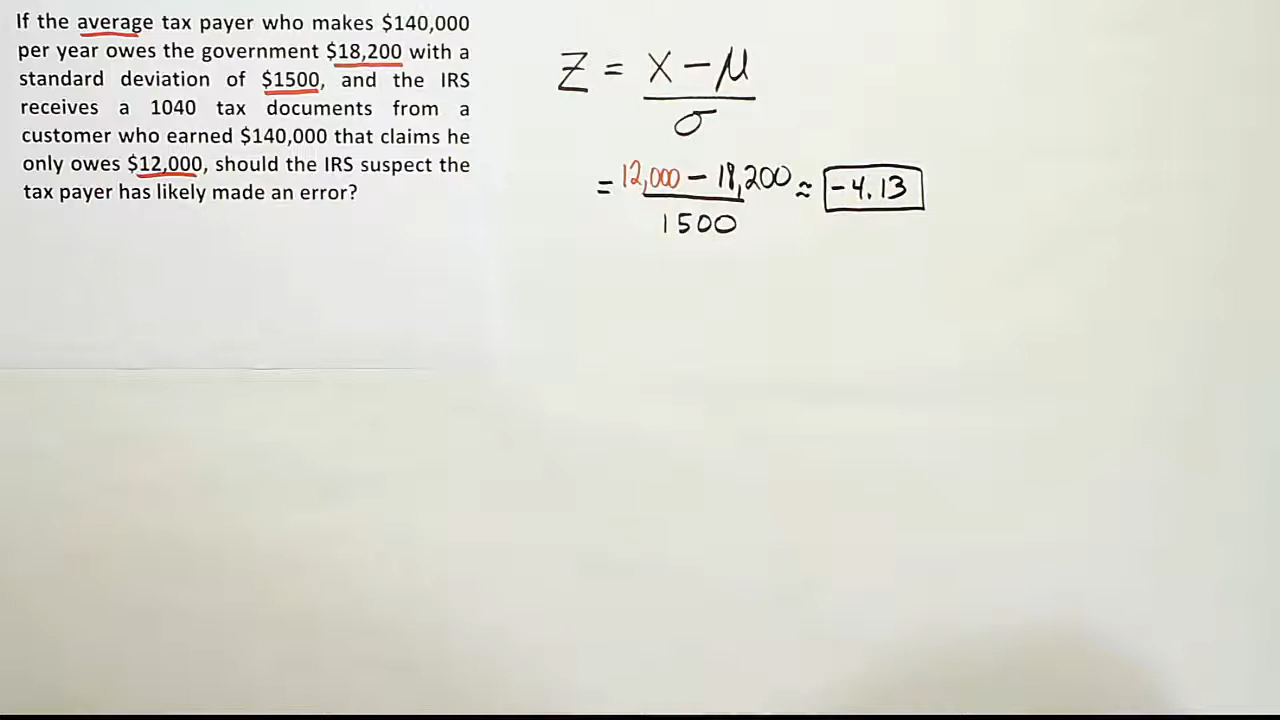 If the average tax payer who makes $140,000
per year owes the government $18,200 with a
standard deviation of $1500, and the IRS
receives a 1040 tax documents from a
customer who earned $140,000 that claims he
only owes $12,000, should the IRS suspect the
tax payer has likely made an error?
Z = X - μ
σ
= 12,000 - 18,200 ≈ -4.13
1500